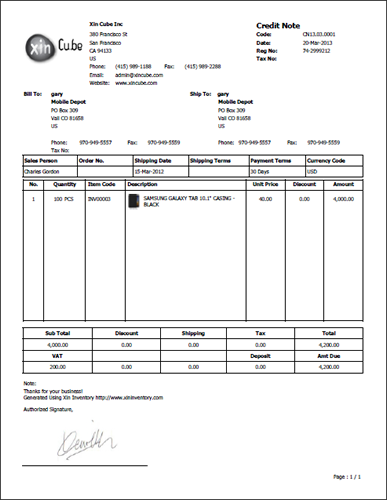 xin Cube
Xin Cube Inc
380 Francisco St
San Francisco
CA 94133
US
Phone: (415) 989-1188 Fax: (415) 989-2288
Email: admin@xincube.com
Website: www.xincube.com
Credit Note
Code: CN13.03.0001
Date: 20-Mar-2013
Reg No: 74-2999212
Tax No:
Bill To: gary
Mobile Depot
PO Box 309
Vail CO 81658
US
Phone: 970-949-5557 Fax: 970-949-5559
Tax No:
Ship To: gary
Mobile Depot
PO Box 309
Vail CO 81658
US
Phone: 970-949-5557 Fax: 970-949-5559
Sales Person Order No. Shipping Date Shipping Terms Payment Terms Currency Code
Charles Gordon 15-Mar-2012 30 Days USD
No. Quantity Item Code Description Unit Price Discount Amount
1 100 PCS INV00003 SAMSUNG GALAXY TAB 10.1" CASING - 40.00 0.00 4,000.00
BLACK
Sub Total Discount Shipping Tax Total
4,000.00 0.00 0.00 0.00 4,200.00
VAT Deposit Amt Due
200.00 0.00 0.00 0.00 4,200.00
Note:
Thanks for your business!
Generated Using Xin Inventory http://www.xininventory.com
Authorized Signature,
Page : 1 / 1